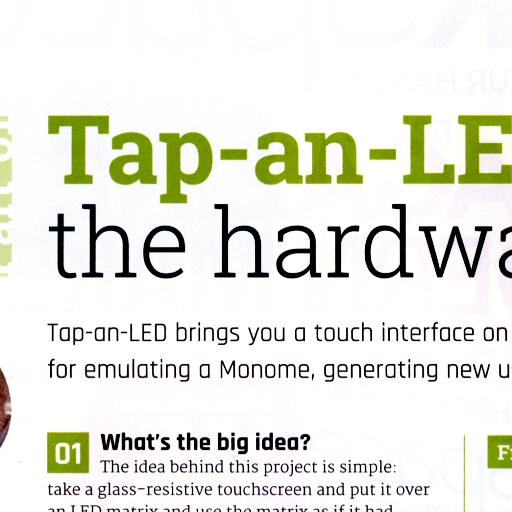 Tap-an-LE
the hardwa
Tap-an-LED brings you a touch interface on
for emulating a Monome, generating new u
01 What's the big idea?
The idea behind this project is simple:
take a glass-resistive touchscreen and put it over
an LED matrix and use the matrix as if it had